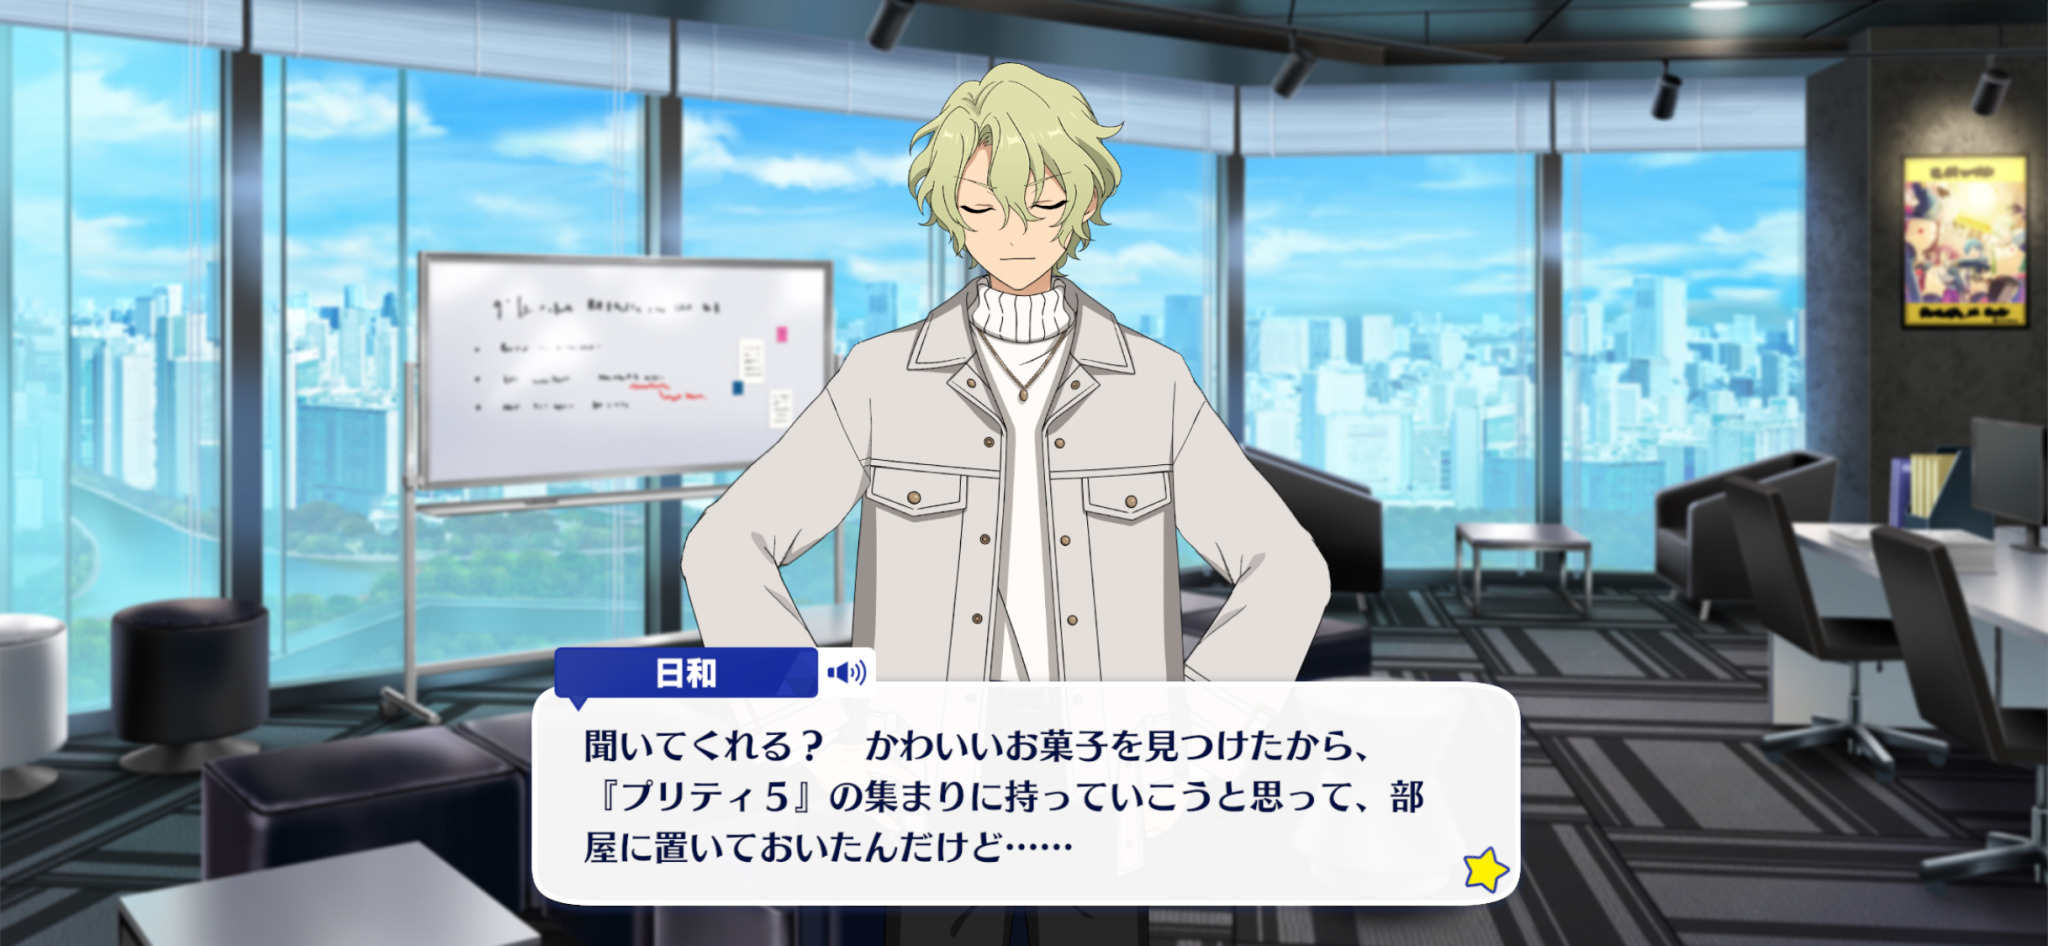 日和
聞いてくれる?　かわいいお菓子を見つけたから、
『プリティ5』の集まりに持っていこうと思って、部
屋に置いておいたんだけど……